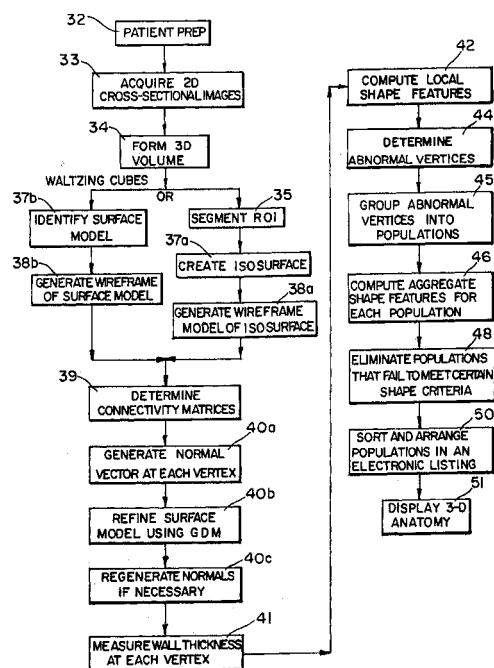 32
PATIENT PREP
33
ACQUIRE 2D
CROSS-SECTIONAL IMAGES
34
FORM 3D
VOLUME
WALTZING CUBES
OR
37b
IDENTIFY SURFACE
MODEL
35
SEGMENT ROI
37a
CREATE ISOSURFACE
38b
GENERATE WIREFRAME
OF SURFACE MODEL
38a
GENERATE WIREFRAME
MODEL OF ISOSURFACE
39
DETERMINE
CONNECTIVITY MATRICES
40a
GENERATE NORMAL
VECTOR AT EACH VERTEX
40b
REFINE SURFACE
MODEL USING GDM
40c
REGENERATE NORMALS
IF NECESSARY
41
MEASURE WALL THICKNESS
AT EACH VERTEX
42
COMPUTE LOCAL
SHAPE FEATURES
44
DETERMINE
ABNORMAL VERTICES
45
GROUP ABNORMAL
VERTICES INTO
POPULATIONS
46
COMPUTE AGGREGATE
SHAPE FEATURES FOR
EACH POPULATION
48
ELIMINATE POPULATIONS
THAT FAIL TO MEET CERTAIN
SHAPE CRITERIA
50
SORT AND ARRANGE
POPULATIONS IN AN
ELECTRONIC LISTING
51
DISPLAY 3-D
ANATOMY